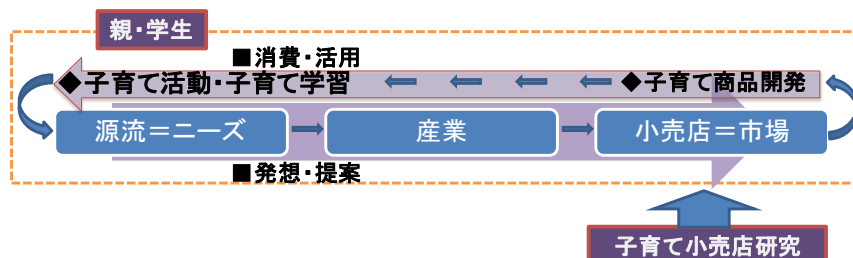 親・学生
■消費・活用
◆子育て活動・子育て学習
◆子育て商品開発
源流＝ニーズ
産業
小売店＝市場
■発想・提案
子育て小売店研究